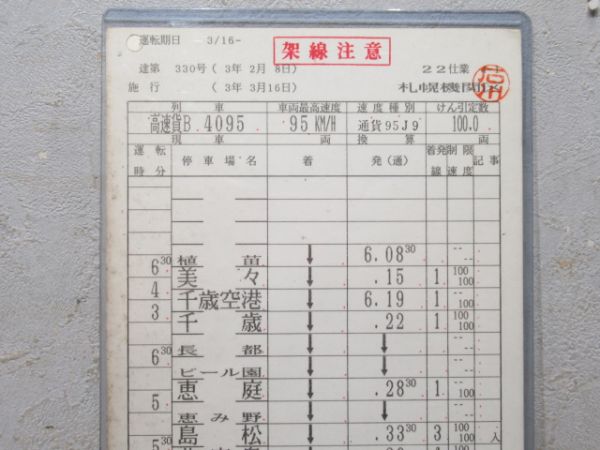 運転期日 - 3/16-
架線注意
達第 330号(3年 2月 8日) 22仕業
施行 (3年 3月16日) 札幌機関区
列車 車両最高速度 速度種別 けん引定数
高速貨B 4095 95KM/H 通貨95J9 100.0
現車 両 換算 両
運転時分 停車場名 着 発(通) 着発線 制限速度 記事
植苗 ↓ 6.08 30 -- --
6 30 美々 ↓ .15 1 100 100
4 千歳空港 ↓ 6.19 1 -- 100
3 千歳 ↓ .22 1 100 100
長都 ↓ ↓
6 30 ビール園 ↓ ↓
恵庭 ↓ .28 30 1 100 100
5 恵み野 ↓ ↓
島松 ↓ .33 30 3 100 100 入
5 30